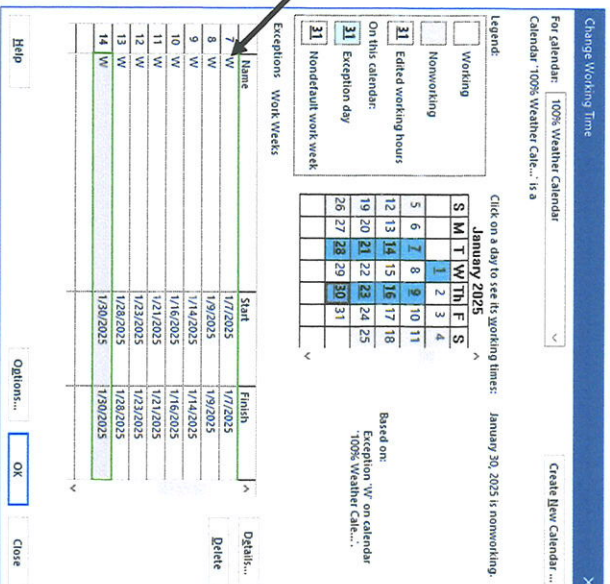 Change Working Time
For calendar: 100% Weather Calendar
Create New Calendar ...
Calendar '100% Weather Cale...' is a
Legend:
Working
Nonworking
31 Edited working hours
On this calendar:
31 Exception day
31 Nondefault work week
Click on a day to see its working times:
January 2025
S M T W Th F S
1 2 3 4
5 6 7 8 9 10 11
12 13 14 15 16 17 18
19 20 21 22 23 24 25
26 27 28 29 30 31
January 30, 2025 is nonworking.
Based on:
Exception 'W' on calendar
'100% Weather Cale...'.
Exceptions Work Weeks
Name Start Finish
7 W 1/7/2025 1/7/2025
8 W 1/9/2025 1/9/2025
9 W 1/14/2025 1/14/2025
10 W 1/16/2025 1/16/2025
11 W 1/21/2025 1/21/2025
12 W 1/23/2025 1/23/2025
13 W 1/28/2025 1/28/2025
14 W 1/30/2025 1/30/2025
Details...
Delete
Help
Options...
OK
Close